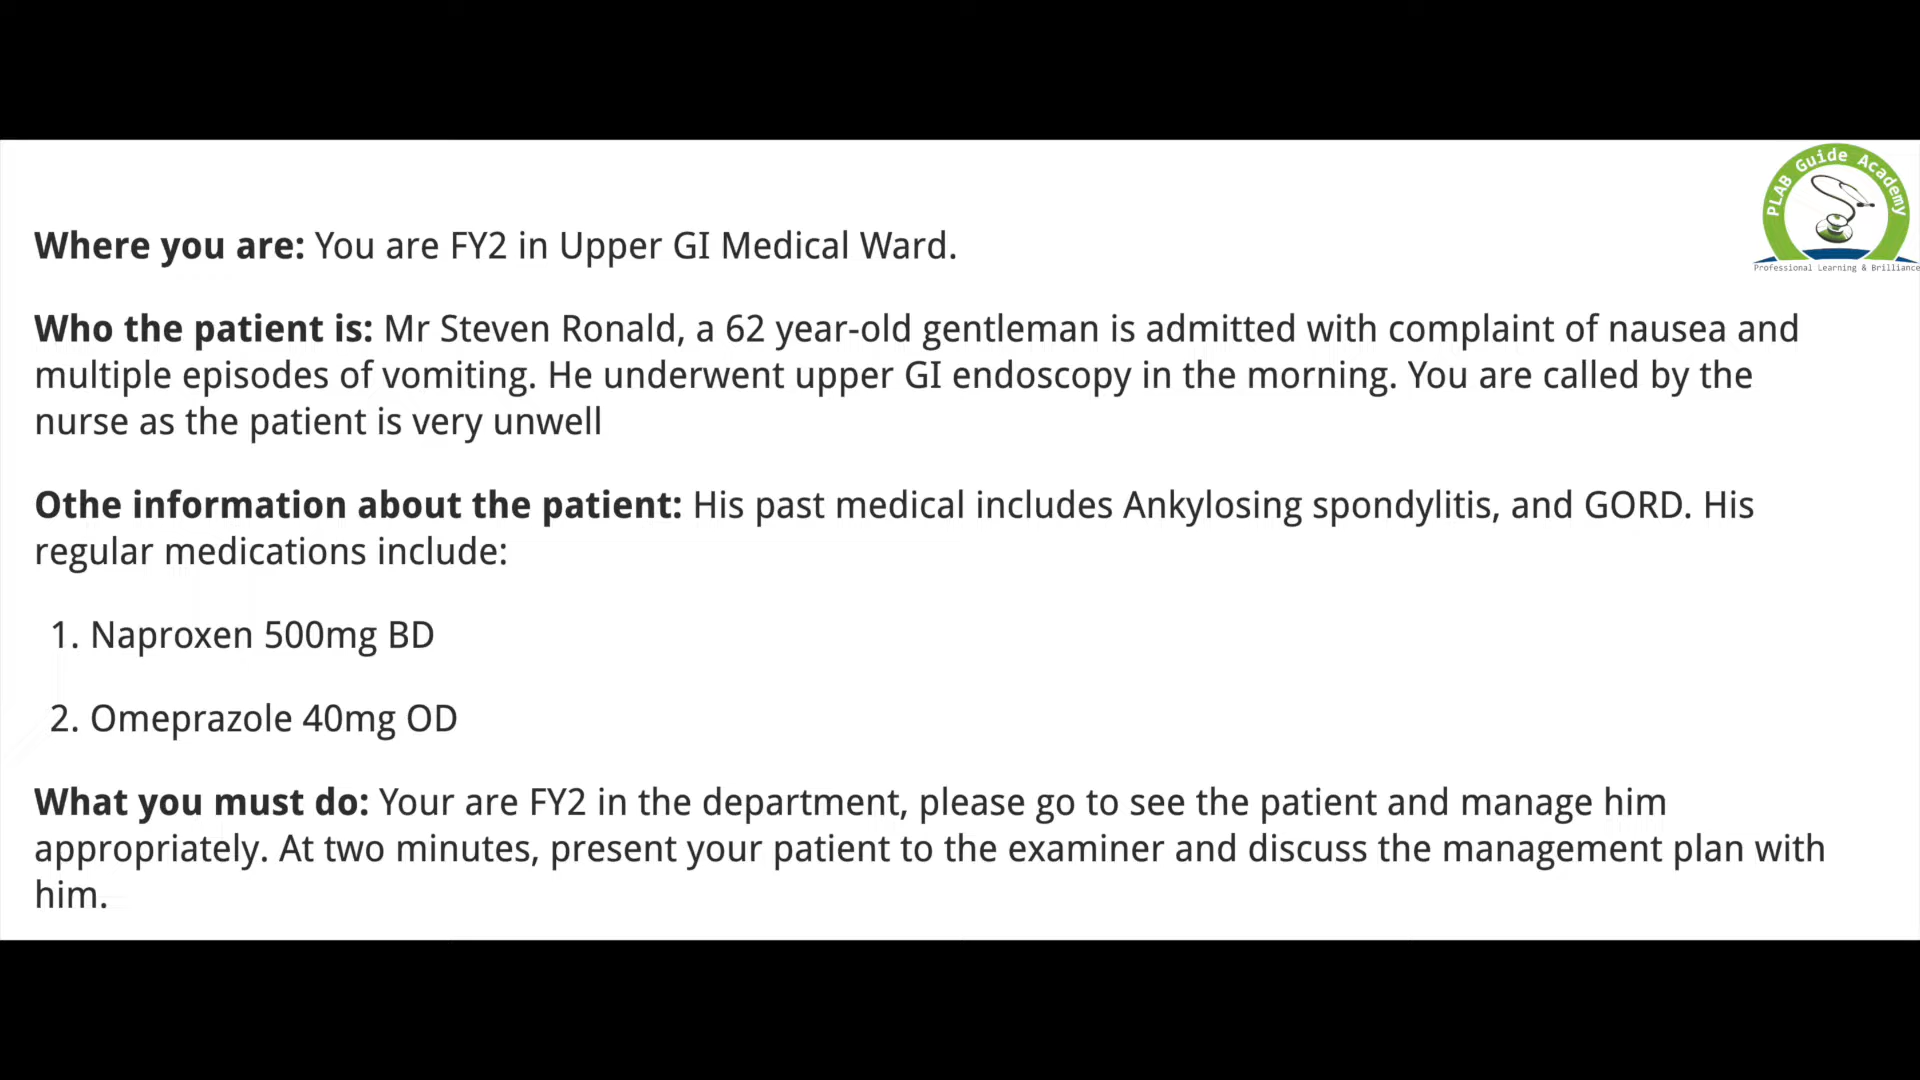 PLAB Guide Academy
Professional Learning & Brilliance
Where you are: You are FY2 in Upper GI Medical Ward.
Who the patient is: Mr Steven Ronald, a 62 year-old gentleman is admitted with complaint of nausea and
multiple episodes of vomiting. He underwent upper GI endoscopy in the morning. You are called by the
nurse as the patient is very unwell
Othe information about the patient: His past medical includes Ankylosing spondylitis, and GORD. His
regular medications include:
1. Naproxen 500mg BD
2. Omeprazole 40mg OD
What you must do: Your are FY2 in the department, please go to see the patient and manage him
appropriately. At two minutes, present your patient to the examiner and discuss the management plan with
him.